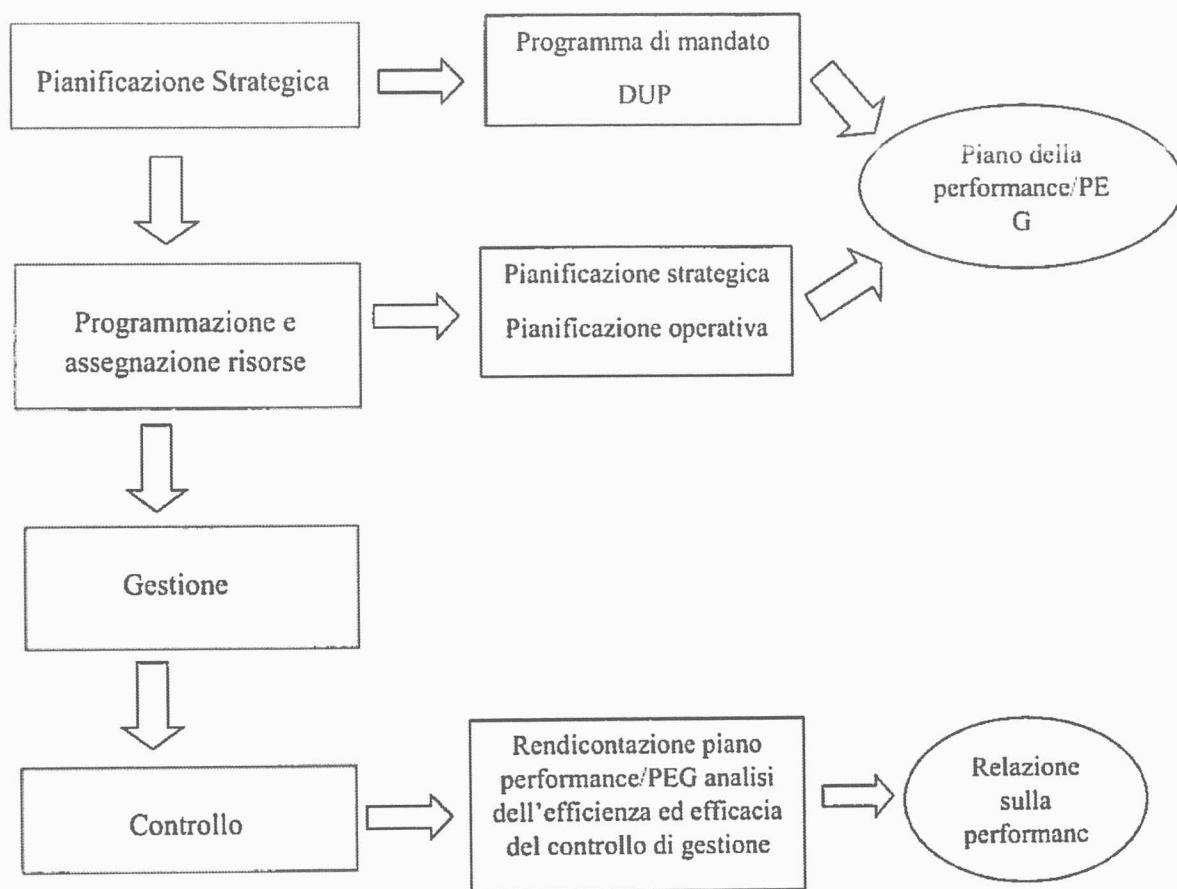 Pianificazione Strategica
Programma di mandato
DUP
Piano della
performance/PE
G
Programmazione e
assegnazione risorse
Pianificazione strategica
Pianificazione operativa
Gestione
Controllo
Rendicontazione piano
performance/PEG analisi
dell'efficienza ed efficacia
del controllo di gestione
Relazione
sulla
performanc